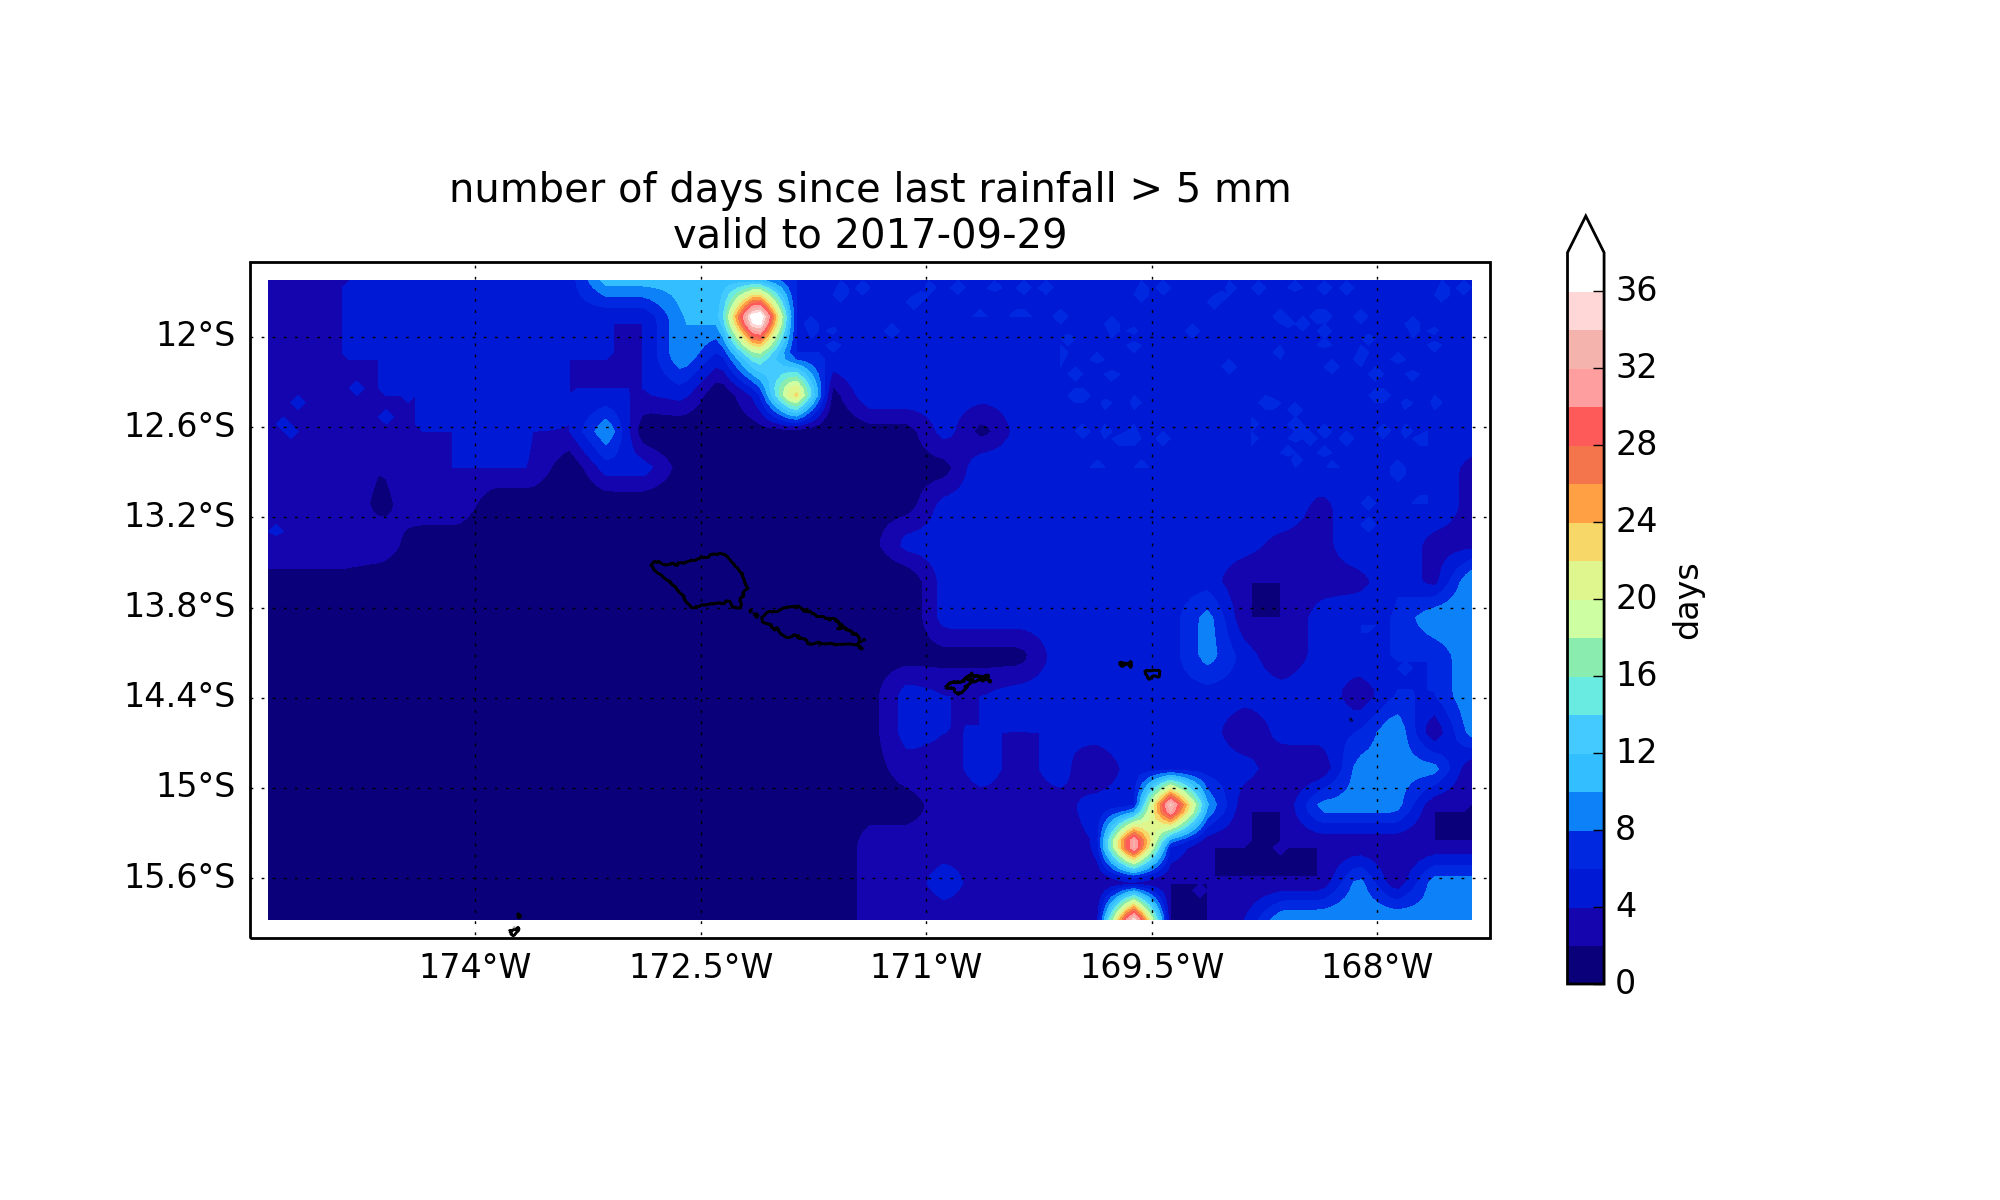 number of days since last rainfall > 5 mm
valid to 2017-09-29
12°S
12.6°S
13.2°S
13.8°S
14.4°S
15°S
15.6°S
174°W 172.5°W 171°W 169.5°W 168°W
36
32
28
24
20
16
12
8
4
0
days